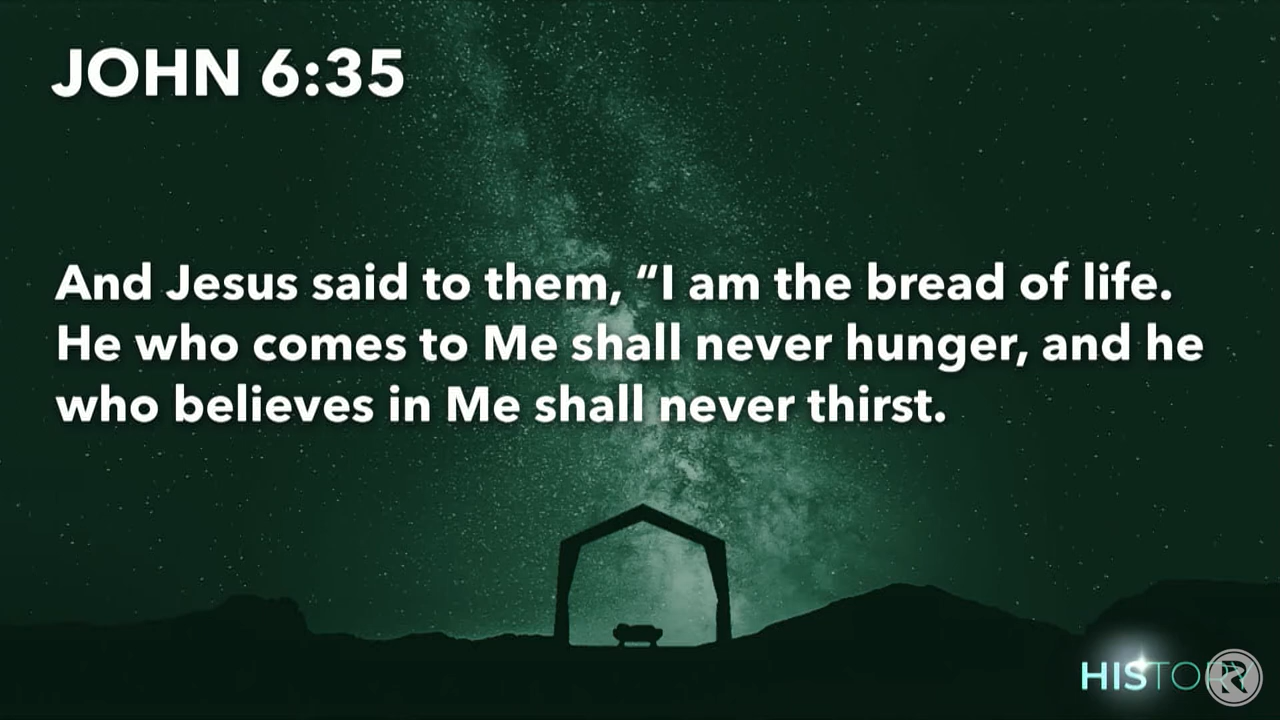 JOHN 6:35
And Jesus said to them, “I am the bread of life.
He who comes to Me shall never hunger, and he
who believes in Me shall never thirst.
HISTORY